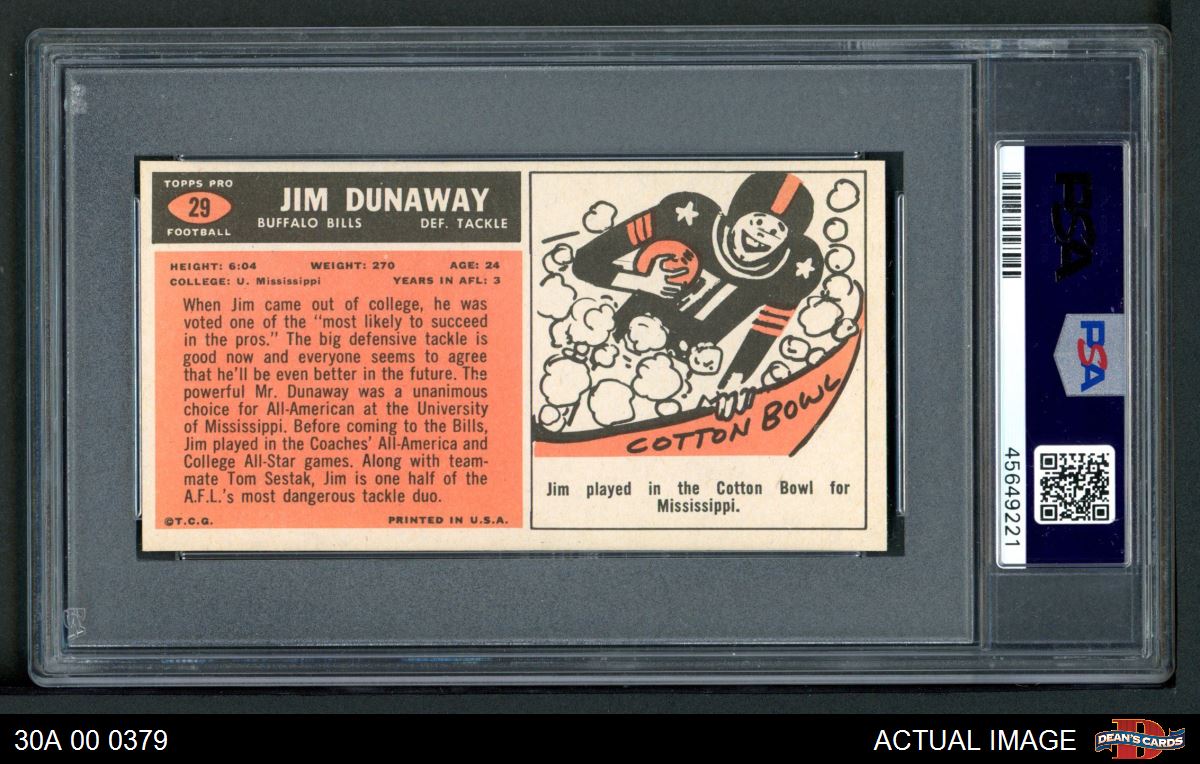 TOPPS PRO
29
FOOTBALL
JIM DUNAWAY
BUFFALO BILLS DEF. TACKLE
HEIGHT: 6:04 WEIGHT: 270 AGE: 24
COLLEGE: U. Mississippi YEARS IN AFL: 3
When Jim came out of college, he was
voted one of the "most likely to succeed
in the pros." The big defensive tackle is
good now and everyone seems to agree
that he'll be even better in the future. The
powerful Mr. Dunaway was a unanimous
choice for All-American at the University
of Mississippi. Before coming to the Bills,
Jim played in the Coaches' All-America and
College All-Star games. Along with team-
mate Tom Sestak, Jim is one half of the
A.F.L.'s most dangerous tackle duo.
©T.C.G. PRINTED IN U.S.A.
COTTON BOWL
Jim played in the Cotton Bowl for
Mississippi.
PSA
PSA
45649221
PSA
30A 00 0379
ACTUAL IMAGE
DEAN'S CARDS